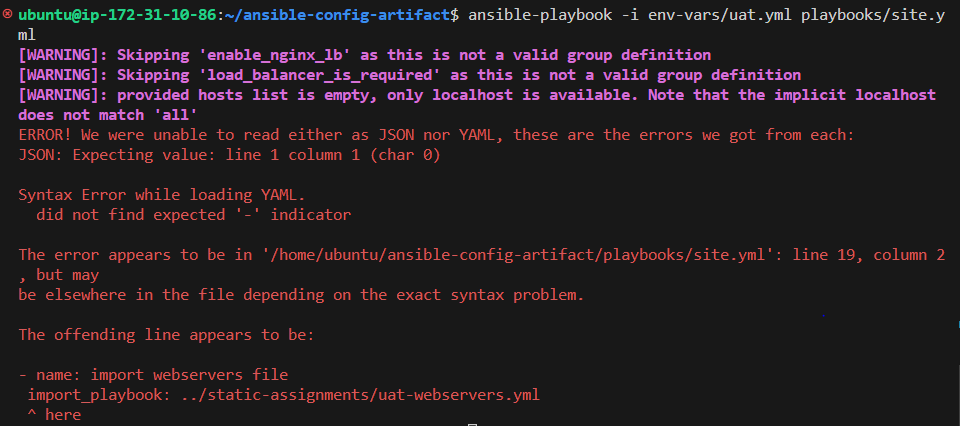 ubuntu@ip-172-31-10-86:~/ansible-config-artifact$ ansible-playbook -i env-vars/uat.yml playbooks/site.y
ml
[WARNING]: Skipping 'enable_nginx_lb' as this is not a valid group definition
[WARNING]: Skipping 'load_balancer_is_required' as this is not a valid group definition
[WARNING]: provided hosts list is empty, only localhost is available. Note that the implicit localhost
does not match 'all'
ERROR! We were unable to read either as JSON nor YAML, these are the errors we got from each:
JSON: Expecting value: line 1 column 1 (char 0)

Syntax Error while loading YAML.
  did not find expected '-' indicator

The error appears to be in '/home/ubuntu/ansible-config-artifact/playbooks/site.yml': line 19, column 2
, but may
be elsewhere in the file depending on the exact syntax problem.

The offending line appears to be:

- name: import webservers file
 import_playbook: ../static-assignments/uat-webservers.yml
 ^ here